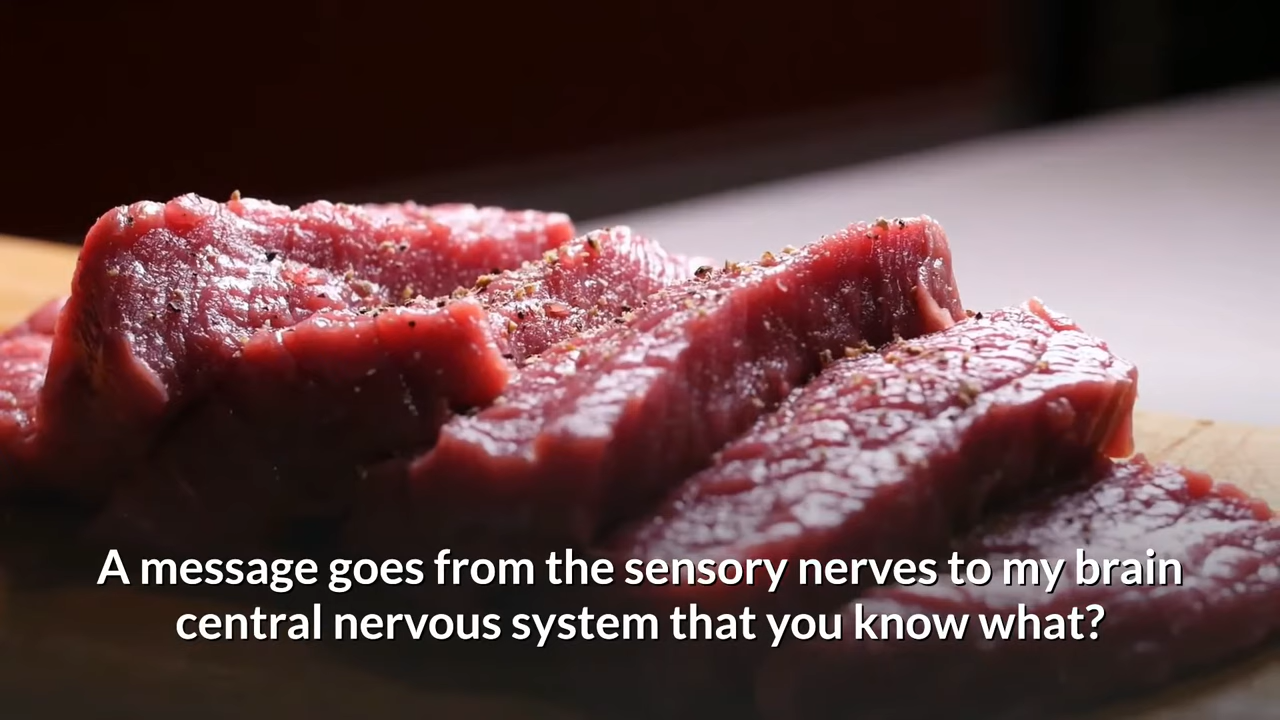 A message goes from the sensory nerves to my brain
central nervous system that you know what?